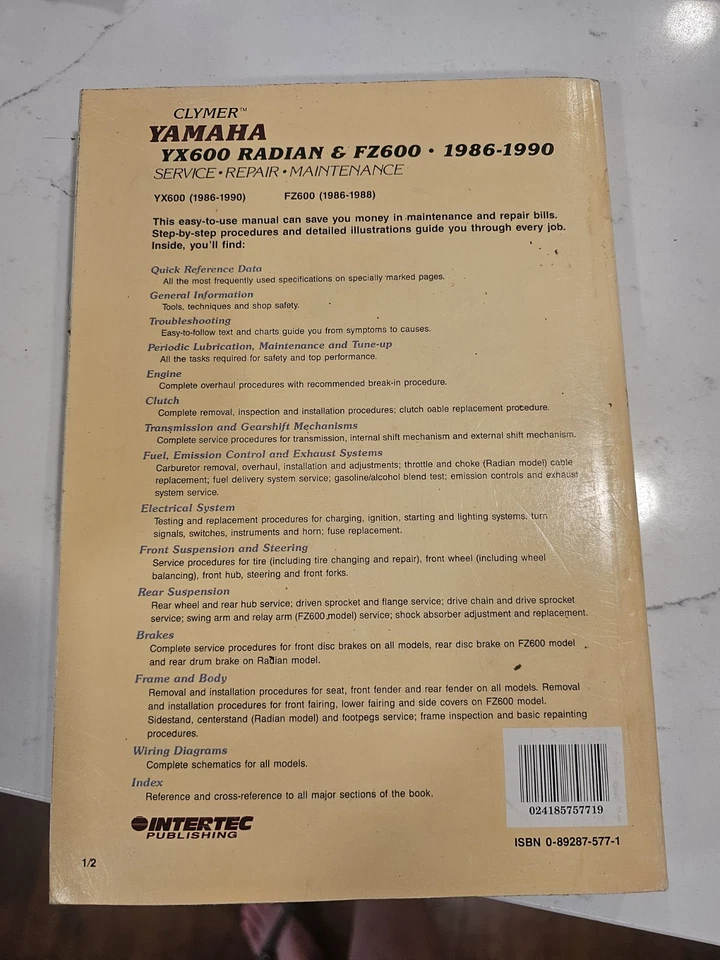 CLYMER™
YAMAHA
YX600 RADIAN & FZ600 • 1986-1990
SERVICE • REPAIR • MAINTENANCE
YX600 (1986-1990) FZ600 (1986-1988)
This easy-to-use manual can save you money in maintenance and repair bills.
Step-by-step procedures and detailed illustrations guide you through every job.
Inside, you'll find:
Quick Reference Data
All the most frequently used specifications on specially marked pages.
General Information
Tools, techniques and shop safety.
Troubleshooting
Easy-to-follow text and charts guide you from symptoms to causes.
Periodic Lubrication, Maintenance and Tune-up
All the tasks required for safety and top performance.
Engine
Complete overhaul procedures with recommended break-in procedure.
Clutch
Complete removal, inspection and installation procedures; clutch cable replacement procedure.
Transmission and Gearshift Mechanisms
Complete service procedures for transmission, internal shift mechanism and external shift mechanism.
Fuel, Emission Control and Exhaust Systems
Carburetor removal, overhaul, installation and adjustments; throttle and choke (Radian model) cable
replacement; fuel delivery system service; gasoline/alcohol blend test; emission controls and exhaust
system service.
Electrical System
Testing and replacement procedures for charging, ignition, starting and lighting systems, turn
signals, switches, instruments and horn; fuse replacement.
Front Suspension and Steering
Service procedures for tire (including tire changing and repair), front wheel (including wheel
balancing), front hub, steering and front forks.
Rear Suspension
Rear wheel and rear hub service; driven sprocket and flange service; drive chain and drive sprocket
service; swing arm and relay arm (FZ600 model) service; shock absorber adjustment and replacement.
Brakes
Complete service procedures for front disc brakes on all models, rear disc brake on FZ600 model
and rear drum brake on Radian model.
Frame and Body
Removal and installation procedures for seat, front fender and rear fender on all models. Removal
and installation procedures for front fairing, lower fairing and side covers on FZ600 model.
Sidestand, centerstand (Radian model) and footpegs service; frame inspection and basic repainting
procedures.
Wiring Diagrams
Complete schematics for all models.
Index
Reference and cross-reference to all major sections of the book.
INTERTEC
PUBLISHING
024185757719
ISBN 0-89287-577-1
1/2